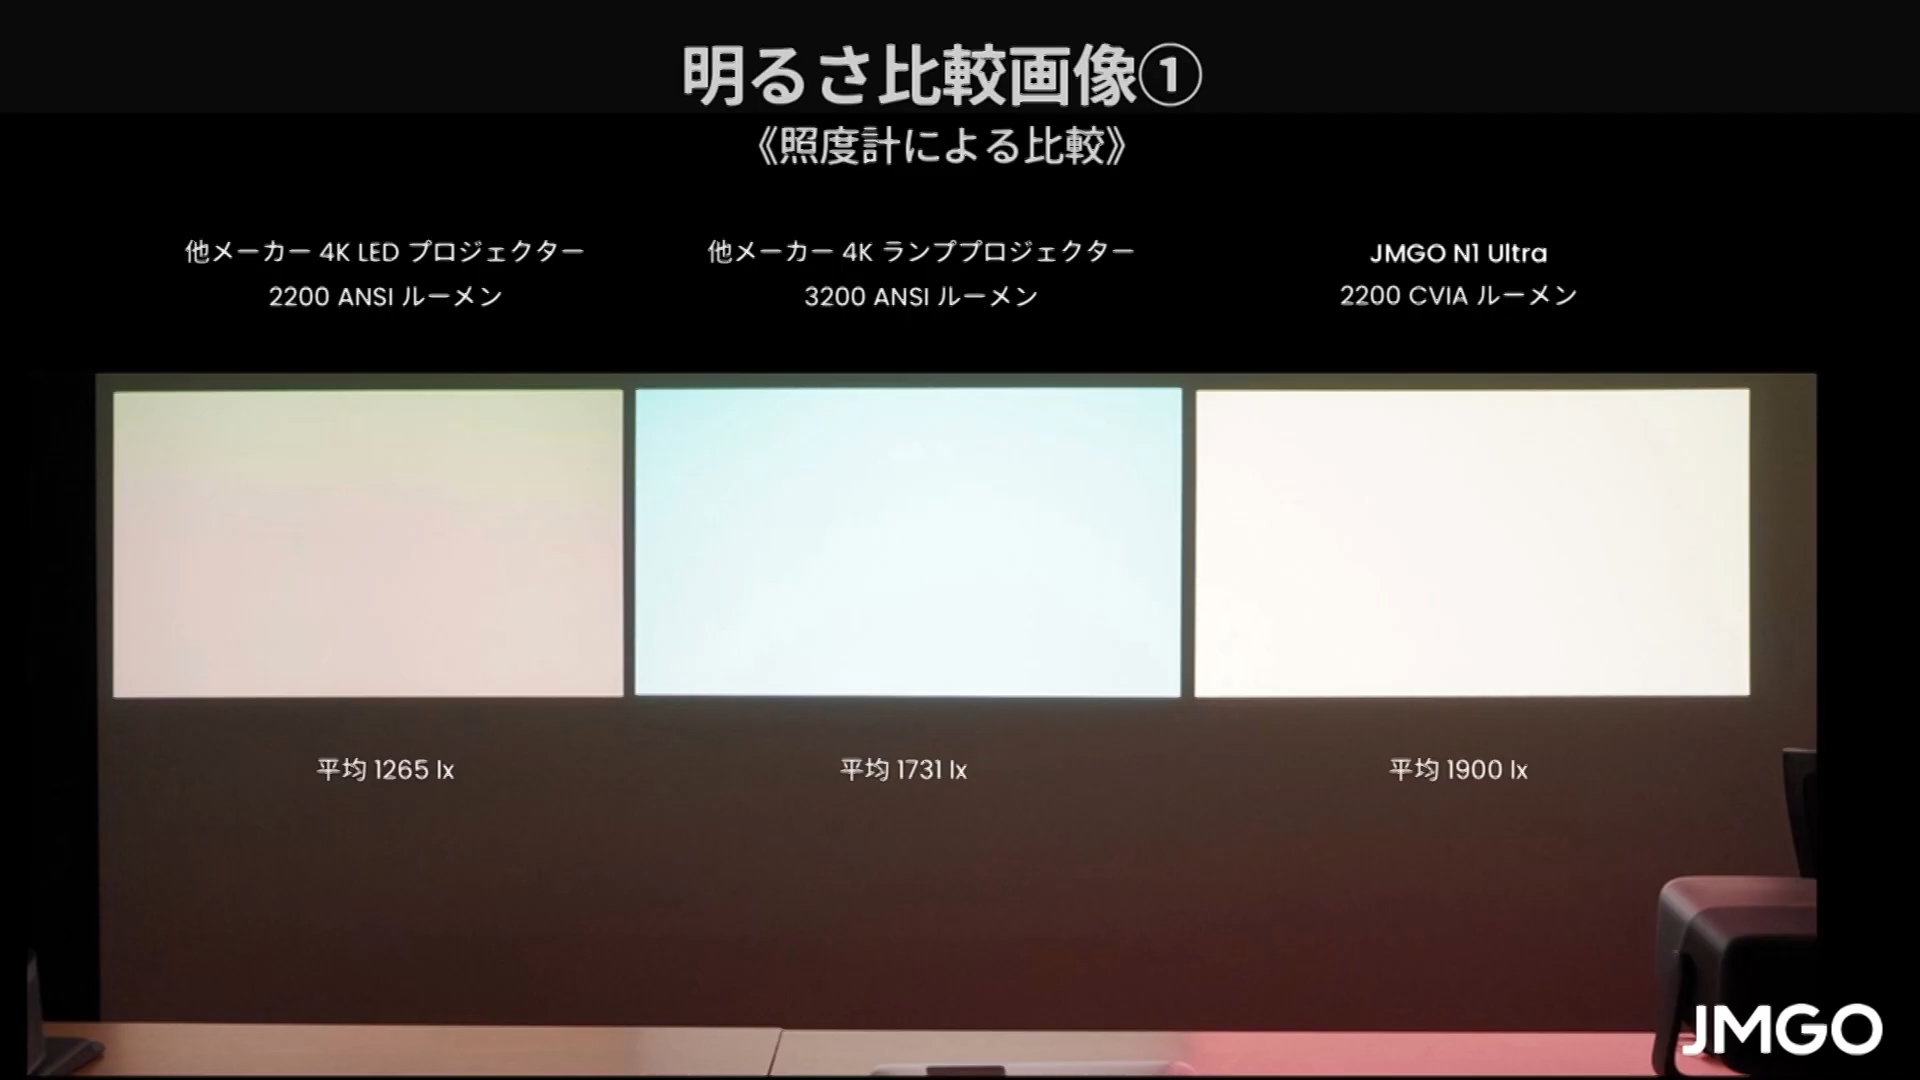 明るさ比較画像①
《照度計による比較》
他メーカー 4K LED プロジェクター
2200 ANSI ルーメン
他メーカー 4K ランププロジェクター
3200 ANSI ルーメン
JMGO N1 Ultra
2200 CVIA ルーメン
平均 1265 lx
平均 1731 lx
平均 1900 lx
JMGO